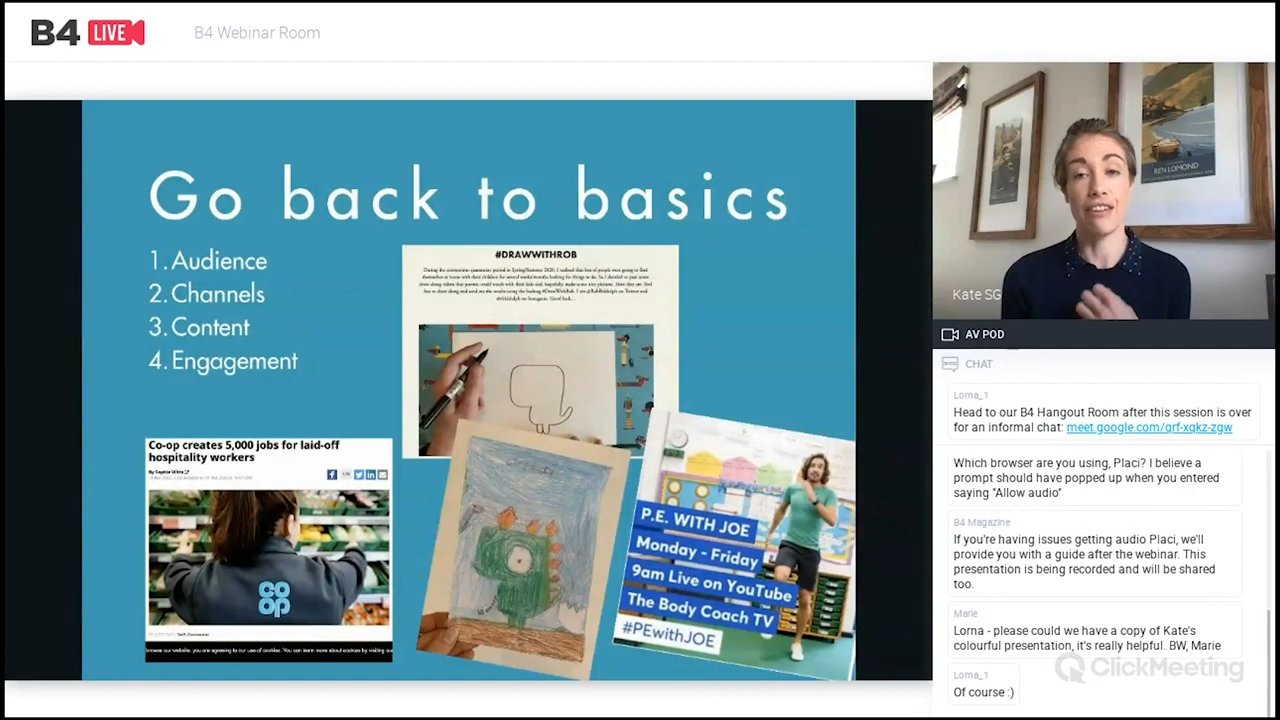 B4 LIVE
B4 Webinar Room
Go back to basics
1. Audience
2. Channels
3. Content
4. Engagement
#DRAWWITHROB
Co-op creates 5,000 jobs for laid-off
hospitality workers
co
op
P.E. WITH JOE
Monday - Friday
9am Live on YouTube
The Body Coach TV
#PEwithJOE
BEN LOMOND
Kate SG
AV POD
CHAT
Lorna_1
Head to our B4 Hangout Room after this session is over
for an informal chat: meet.google.com/qrf-xqkz-zgw
Which browser are you using, Placi? I believe a
prompt should have popped up when you entered
saying "Allow audio"
B4 Magazine
If you're having issues getting audio Placi, we'll
provide you with a guide after the webinar. This
presentation is being recorded and will be shared
too.
Marie
Lorna - please could we have a copy of Kate's
colourful presentation, it's really helpful. BW, Marie
ClickMeeting
Lorna_1
Of course :)